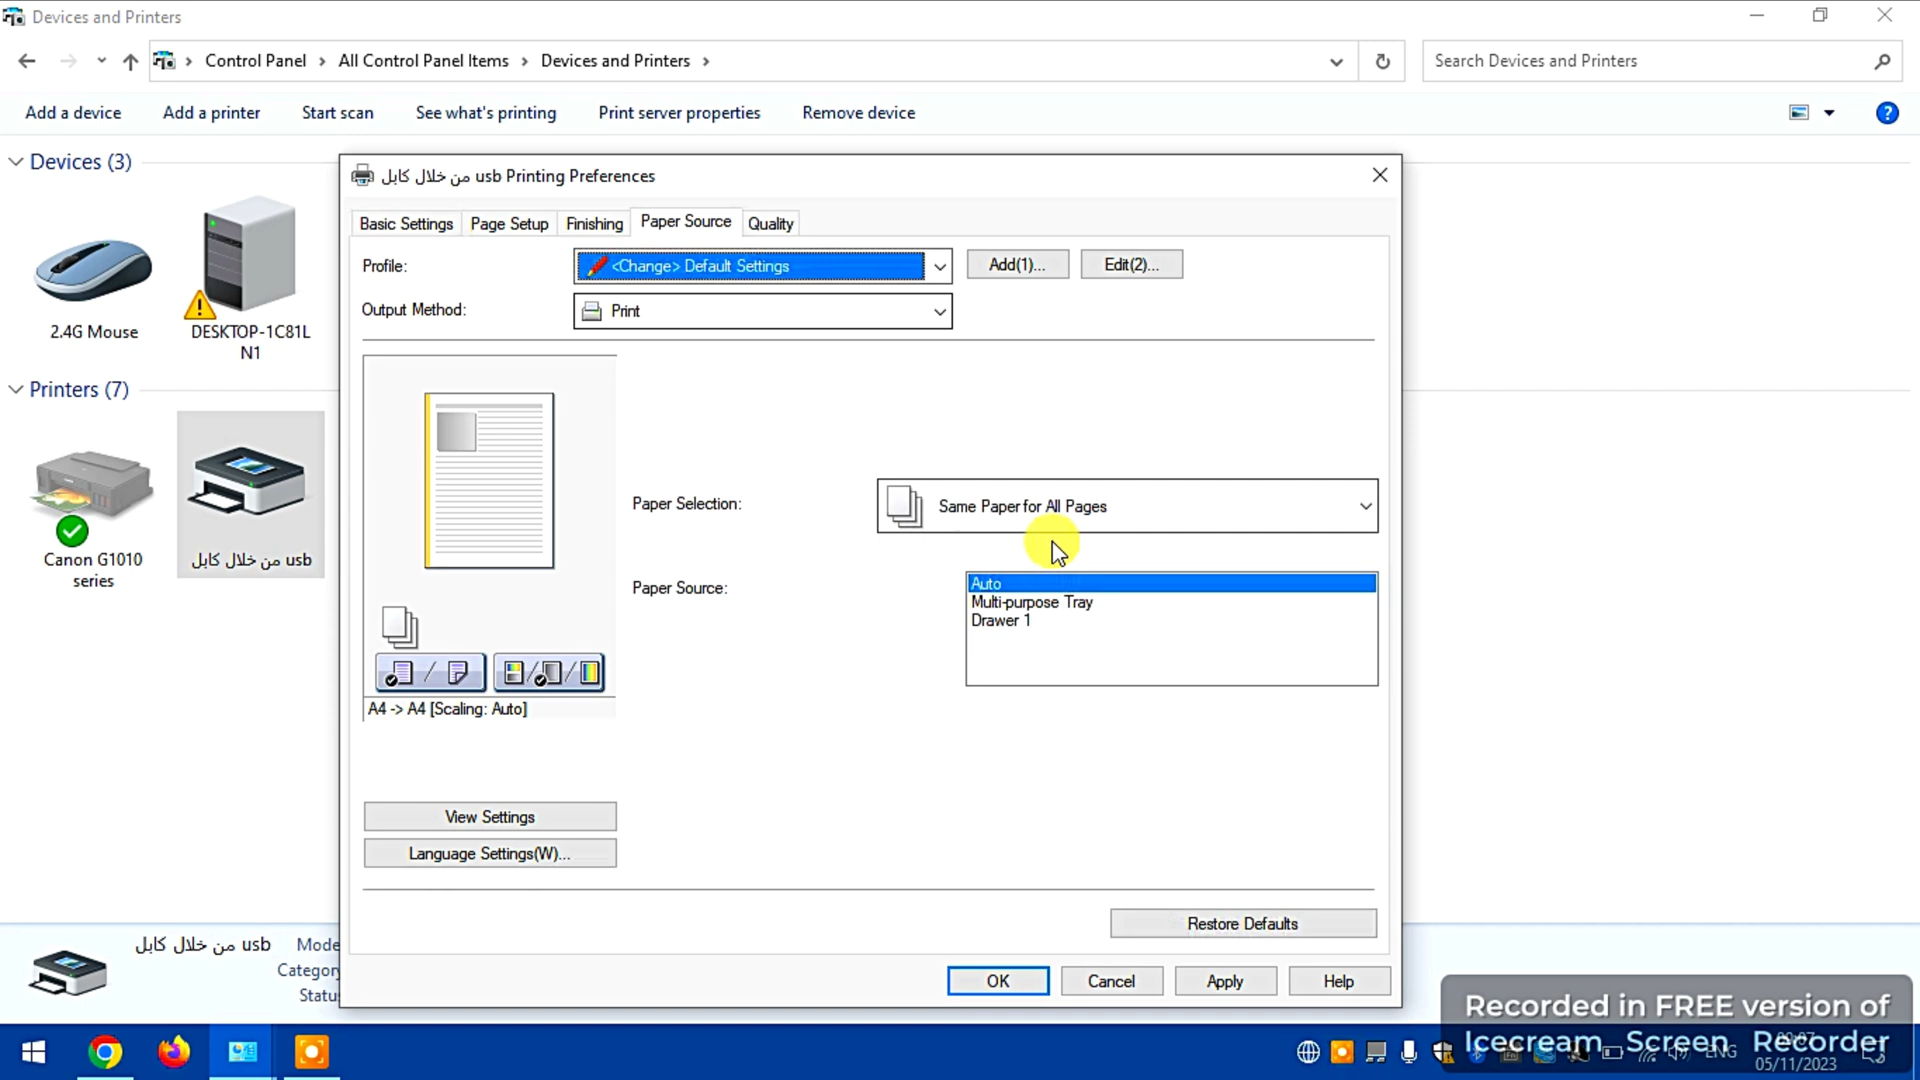 Devices and Printers
Control Panel > All Control Panel Items > Devices and Printers >
Search Devices and Printers
Add a device
Add a printer
Start scan
See what's printing
Print server properties
Remove device
Devices (3)
2.4G Mouse
DESKTOP-1C81L
N1
Printers (7)
Canon G1010
series
من خلال كابل usb
من خلال كابل usb Printing Preferences
Basic Settings
Page Setup
Finishing
Paper Source
Quality
Profile:
<Change> Default Settings
Add(1)...
Edit(2)...
Output Method:
Print
Paper Selection:
Same Paper for All Pages
Paper Source:
Auto
Multi-purpose Tray
Drawer 1
A4 -> A4 [Scaling: Auto]
View Settings
Language Settings(W)...
Restore Defaults
OK
Cancel
Apply
Help
من خلال كابل usb
Mode
Category
Statu
Recorded in FREE version of
Icecream Screen Recorder
ENG
05/11/2023